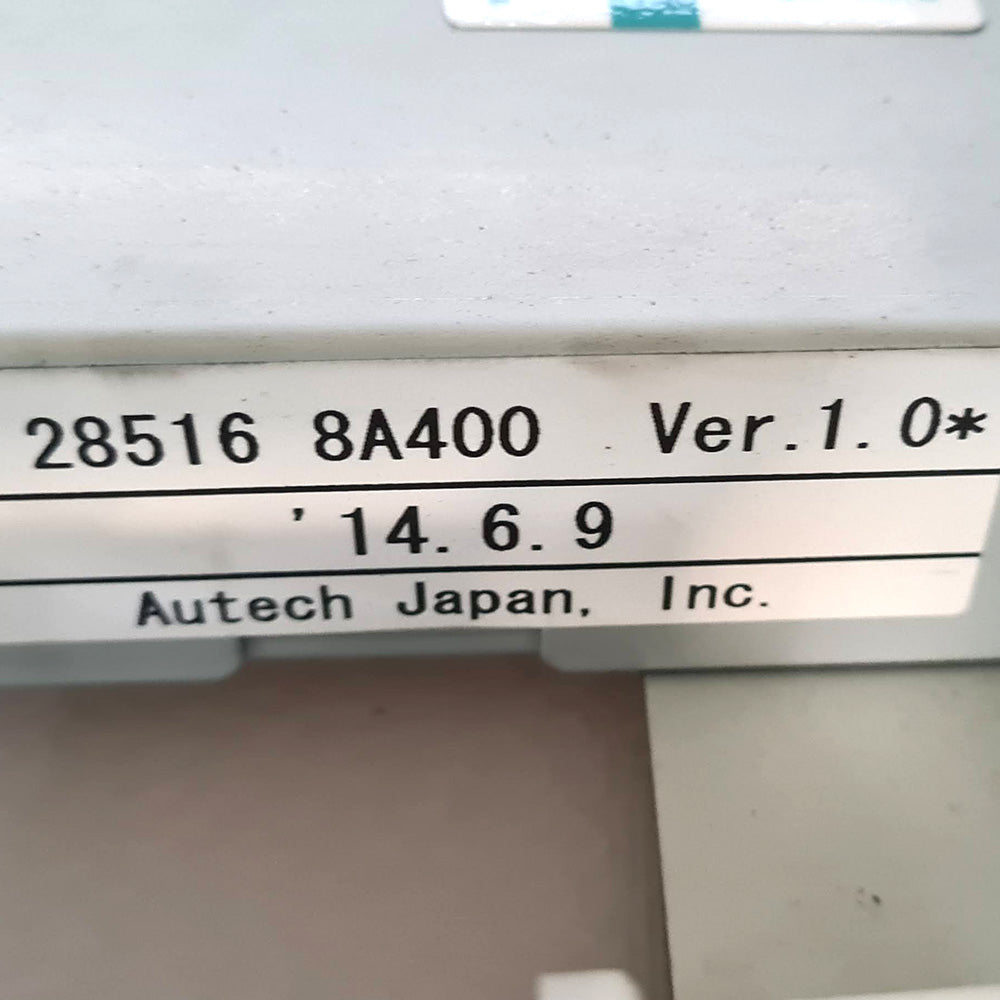 28516 8A400 Ver.1.0*
'14.6.9
Autech Japan, Inc.